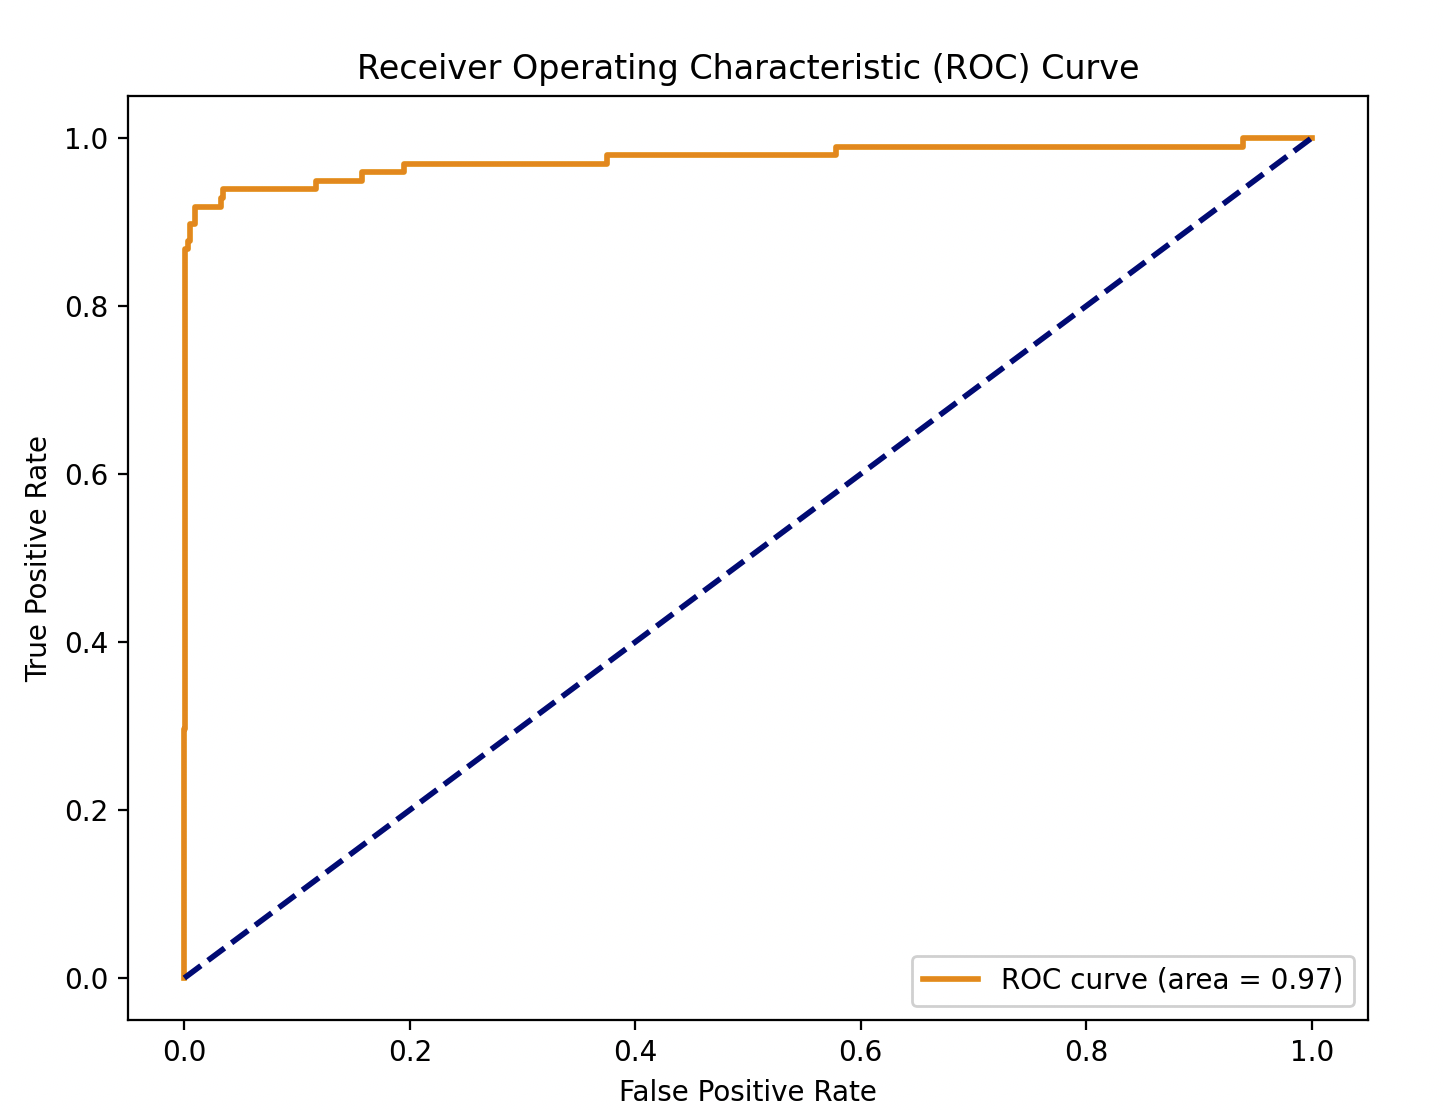 Receiver Operating Characteristic (ROC) Curve
1.0
0.8
0.6
0.4
0.2
0.0
True Positive Rate
ROC curve (area = 0.97)
0.0 0.2 0.4 0.6 0.8 1.0
False Positive Rate